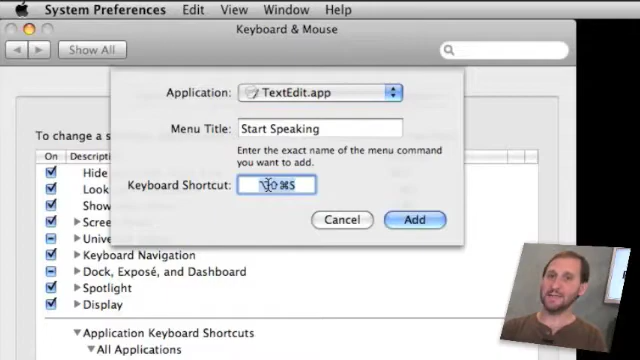 System Preferences Edit View Window Help
Keyboard & Mouse
Show All
Application: TextEdit.app
Menu Title: Start Speaking
Enter the exact name of the menu command
you want to add.
Keyboard Shortcut: ⌥⇧⌘S
Cancel Add
To change a s
On Descript
Hide
Look
Show
Scree
Unive
Keyboard Navigation
Dock, Exposé, and Dashboard
Spotlight
Display
Application Keyboard Shortcuts
All Applications